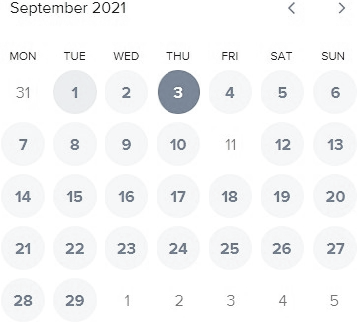 September 2021
MON TUE WED THU FRI SAT SUN
31 1 2 3 4 5 6
7 8 9 10 11 12 13
14 15 16 17 18 19 20
21 22 23 24 25 26 27
28 29 1 2 3 4 5